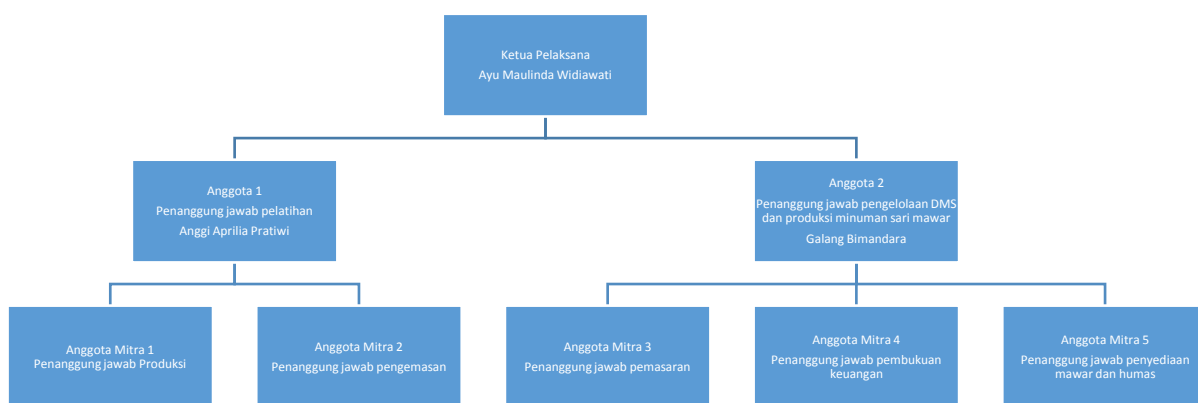 Ketua Pelaksana
Ayu Maulinda Widiawati
Anggota 1
Penanggung jawab pelatihan
Anggi Aprilia Pratiwi
Anggota 2
Penanggung jawab pengelolaan DMS
dan produksi minuman sari mawar
Galang Bimandara
Anggota Mitra 1
Penanggung jawab Produksi
Anggota Mitra 2
Penanggung jawab pengemasan
Anggota Mitra 3
Penanggung jawab pemasaran
Anggota Mitra 4
Penanggung jawab pembukuan
keuangan
Anggota Mitra 5
Penanggung jawab penyediaan
mawar dan humas